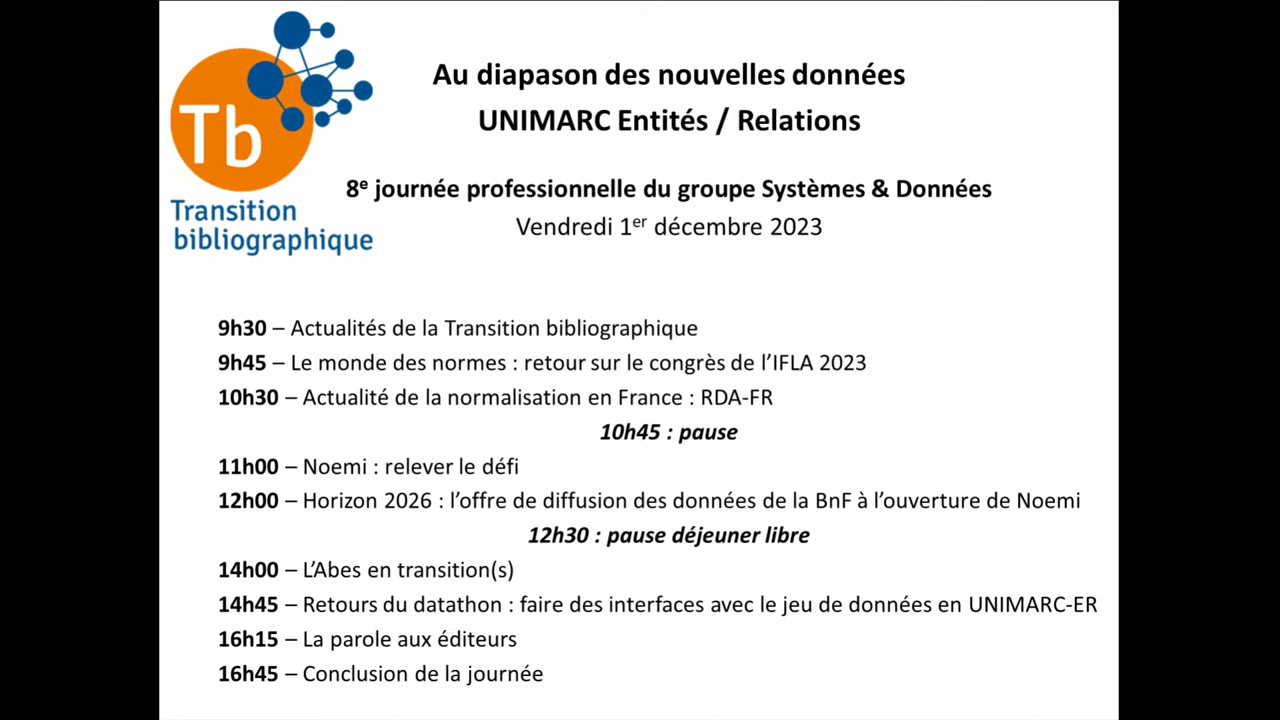 Tb
Transition
bibliographique
Au diapason des nouvelles données
UNIMARC Entités / Relations
8e journée professionnelle du groupe Systèmes & Données
Vendredi 1er décembre 2023
9h30 – Actualités de la Transition bibliographique
9h45 – Le monde des normes : retour sur le congrès de l’IFLA 2023
10h30 – Actualité de la normalisation en France : RDA-FR
10h45 : pause
11h00 – Noemi : relever le défi
12h00 – Horizon 2026 : l’offre de diffusion des données de la BnF à l’ouverture de Noemi
12h30 : pause déjeuner libre
14h00 – L’Abes en transition(s)
14h45 – Retours du datathon : faire des interfaces avec le jeu de données en UNIMARC-ER
16h15 – La parole aux éditeurs
16h45 – Conclusion de la journée